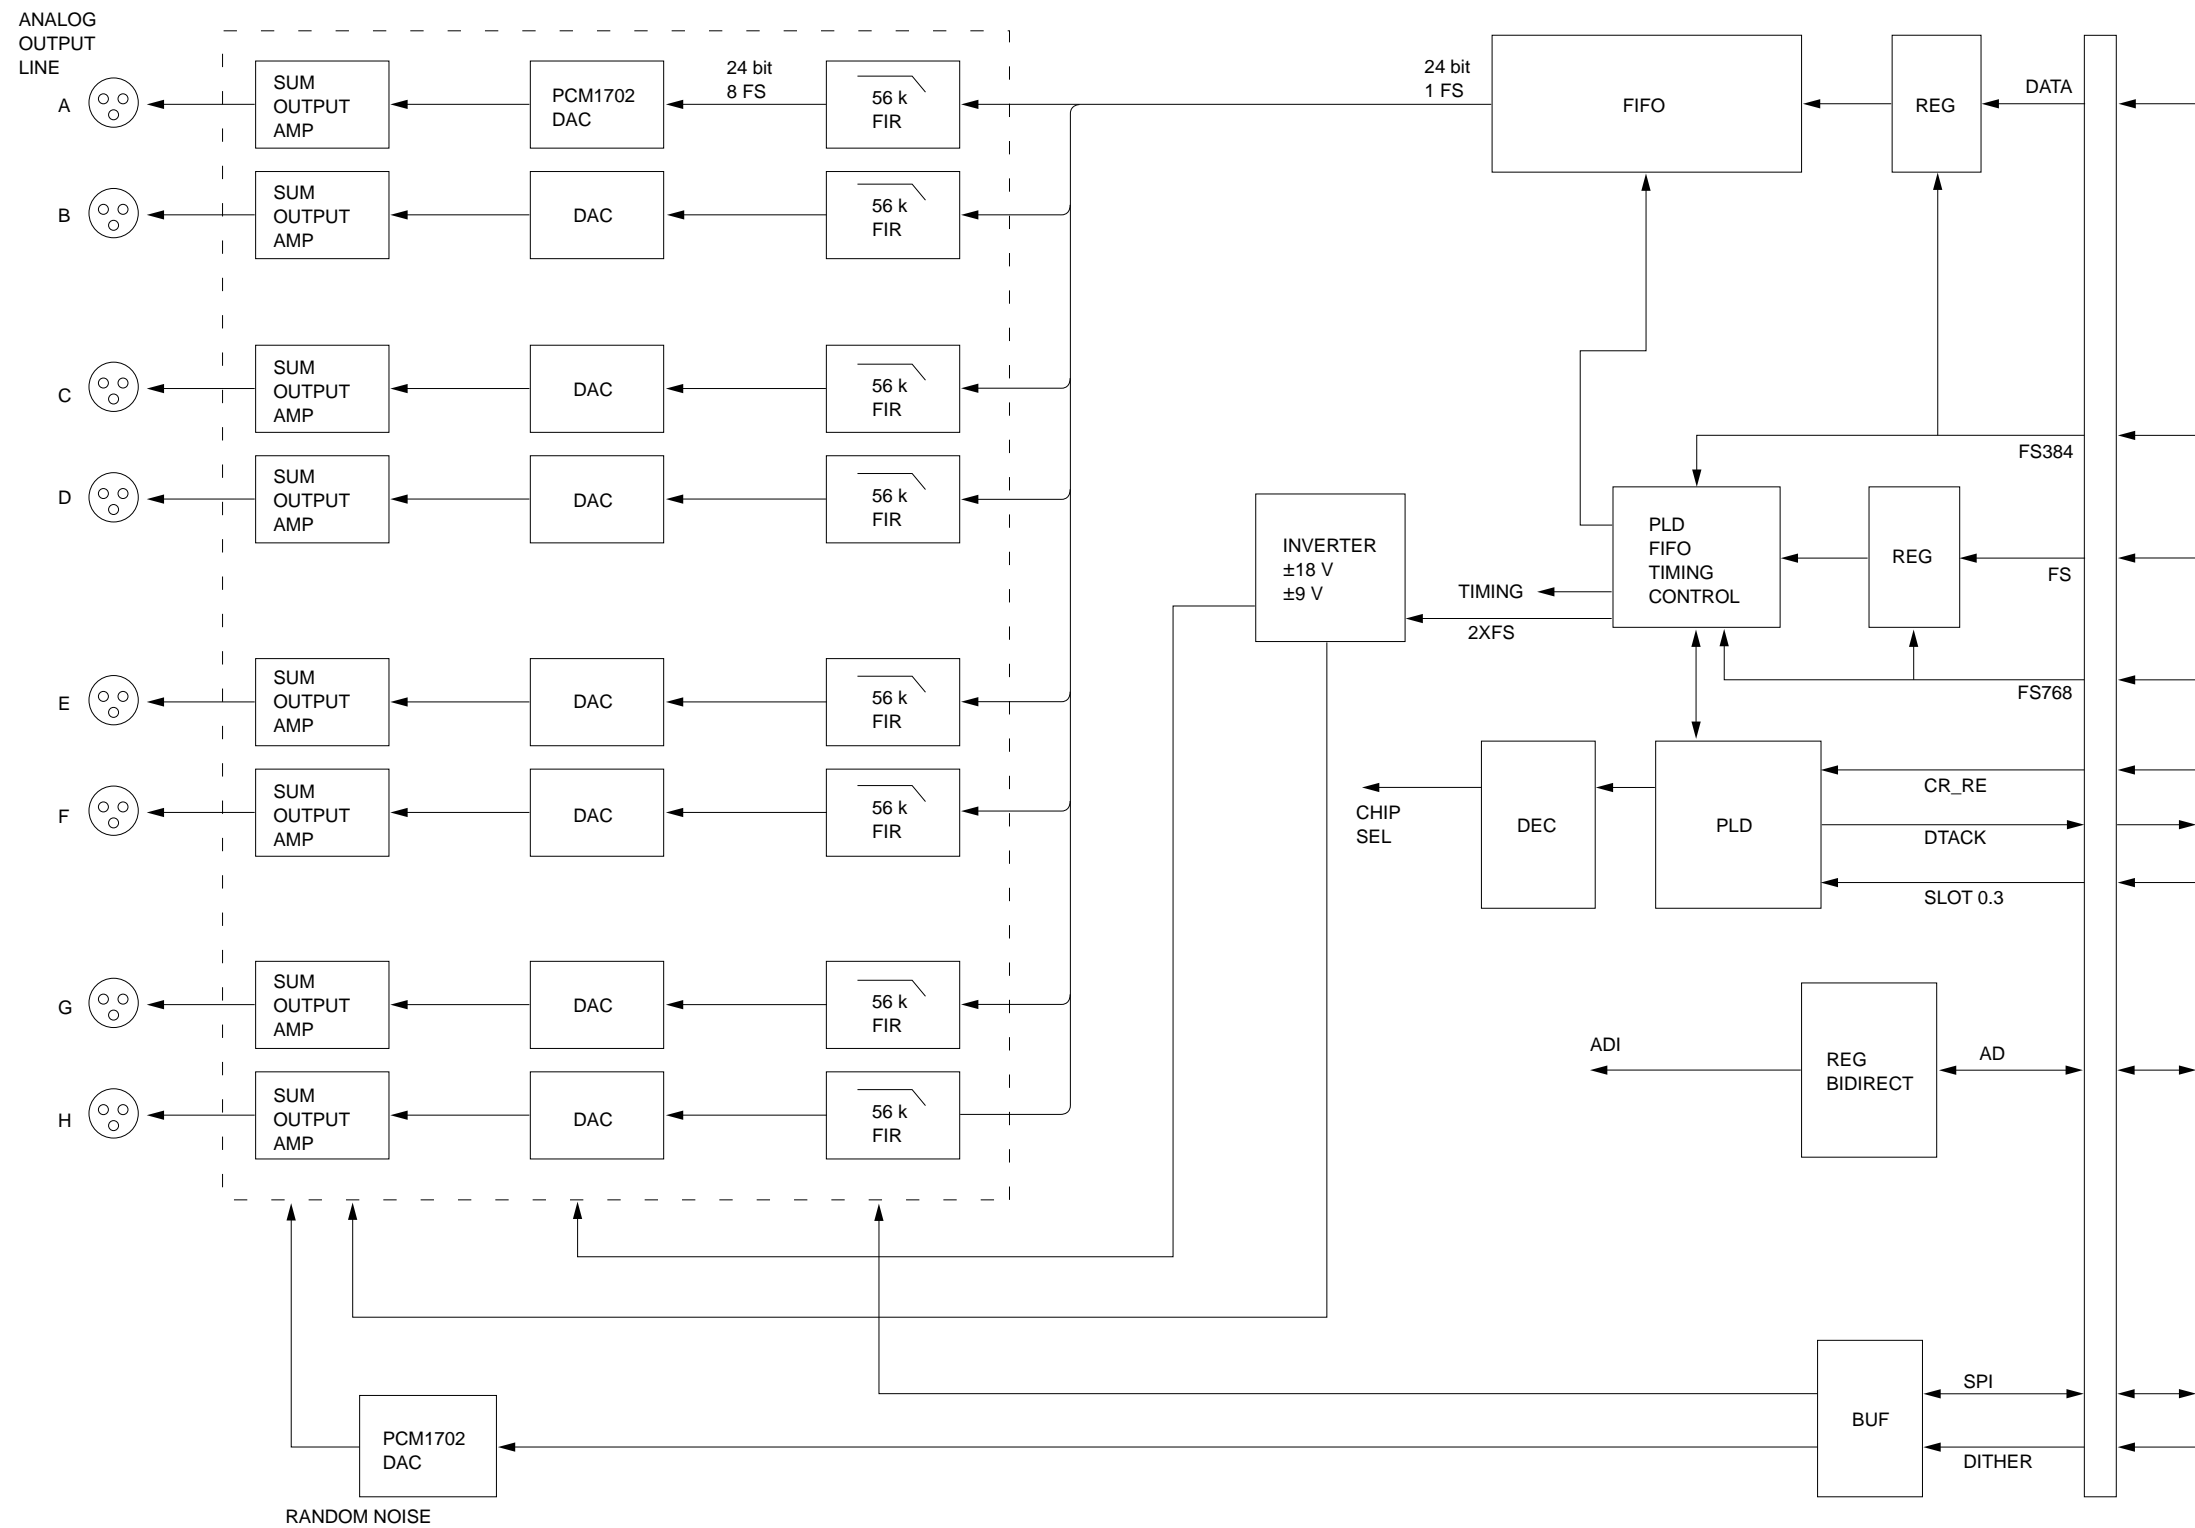 ANALOG
OUTPUT
LINE
A
SUM
OUTPUT
AMP
PCM1702
DAC
24 bit
8 FS
56 k
FIR
24 bit
1 FS
FIFO
REG
DATA
B
SUM
OUTPUT
AMP
DAC
56 k
FIR
C
SUM
OUTPUT
AMP
DAC
56 k
FIR
FS384
D
SUM
OUTPUT
AMP
DAC
56 k
FIR
INVERTER
±18 V
±9 V
TIMING
2XFS
PLD
FIFO
TIMING
CONTROL
REG
FS
FS768
E
SUM
OUTPUT
AMP
DAC
56 k
FIR
F
SUM
OUTPUT
AMP
DAC
56 k
FIR
CHIP
SEL
DEC
PLD
CR_RE
DTACK
SLOT 0.3
G
SUM
OUTPUT
AMP
DAC
56 k
FIR
ADI
REG
BIDIRECT
AD
H
SUM
OUTPUT
AMP
DAC
56 k
FIR
BUF
SPI
DITHER
PCM1702
DAC
RANDOM NOISE